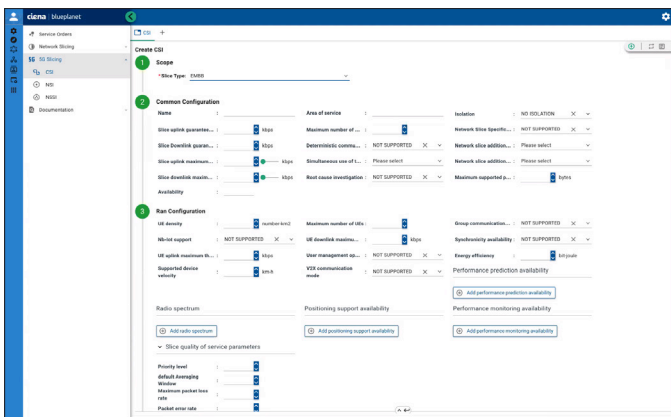 ciena | blueplanet
Service Orders
Network Slicing
5G Slicing
CSI
NSI
NSSI
Documentation
CSI +
Create CSI
1 Scope
* Slice Type: EMBB
2 Common Configuration
Name : Area of service : Isolation : NO ISOLATION
Slice uplink guarantee... : kbps Maximum number of ... : Network Slice Specific... : NOT SUPPORTED
Slice Downlink guaran... : kbps Deterministic commu... : NOT SUPPORTED Network slice addition... : Please select
Slice uplink maximum... : kbps Simultaneous use of t... : Please select Network slice addition... : Please select
Slice downlink maxim... : kbps Root cause investigation : NOT SUPPORTED Maximum supported p... : bytes
Availability :
3 Ran Configuration
UE density : number-km2 Maximum number of UEs : Group communication... : NOT SUPPORTED
Nb-Iot support : NOT SUPPORTED UE downlink maximu... : kbps Synchronicity availability : NOT SUPPORTED
UE uplink maximum th... : kbps User management op... : NOT SUPPORTED Energy efficiency : bit-joule
Supported device velocity : km-h V2X communication mode : NOT SUPPORTED Performance prediction availability
Add performance prediction availability
Radio spectrum Positioning support availability Performance monitoring availability
Add radio spectrum Add positioning support availability Add performance monitoring availability
Slice quality of service parameters
Priority level :
default Averaging
Window :
Maximum packet loss
rate :
Packet error rate :